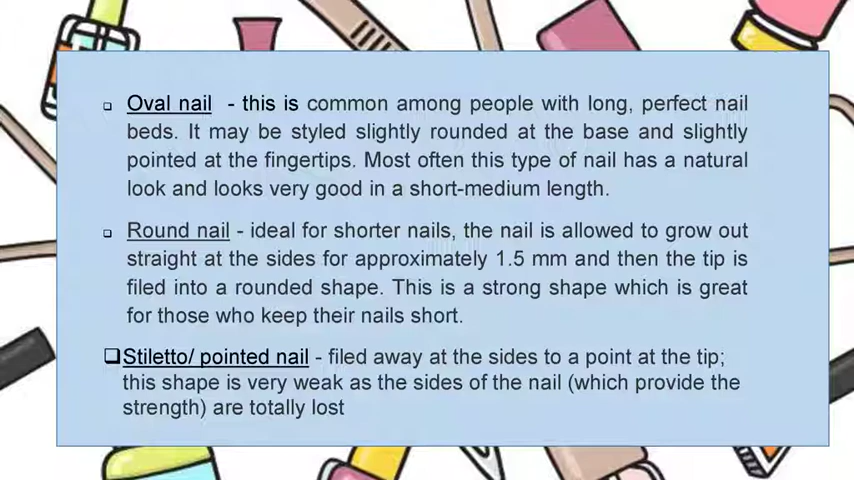 ❑ Oval nail - this is common among people with long, perfect nail
beds. It may be styled slightly rounded at the base and slightly
pointed at the fingertips. Most often this type of nail has a natural
look and looks very good in a short-medium length.
❑ Round nail - ideal for shorter nails, the nail is allowed to grow out
straight at the sides for approximately 1.5 mm and then the tip is
filed into a rounded shape. This is a strong shape which is great
for those who keep their nails short.
❑Stiletto/ pointed nail - filed away at the sides to a point at the tip;
this shape is very weak as the sides of the nail (which provide the
strength) are totally lost